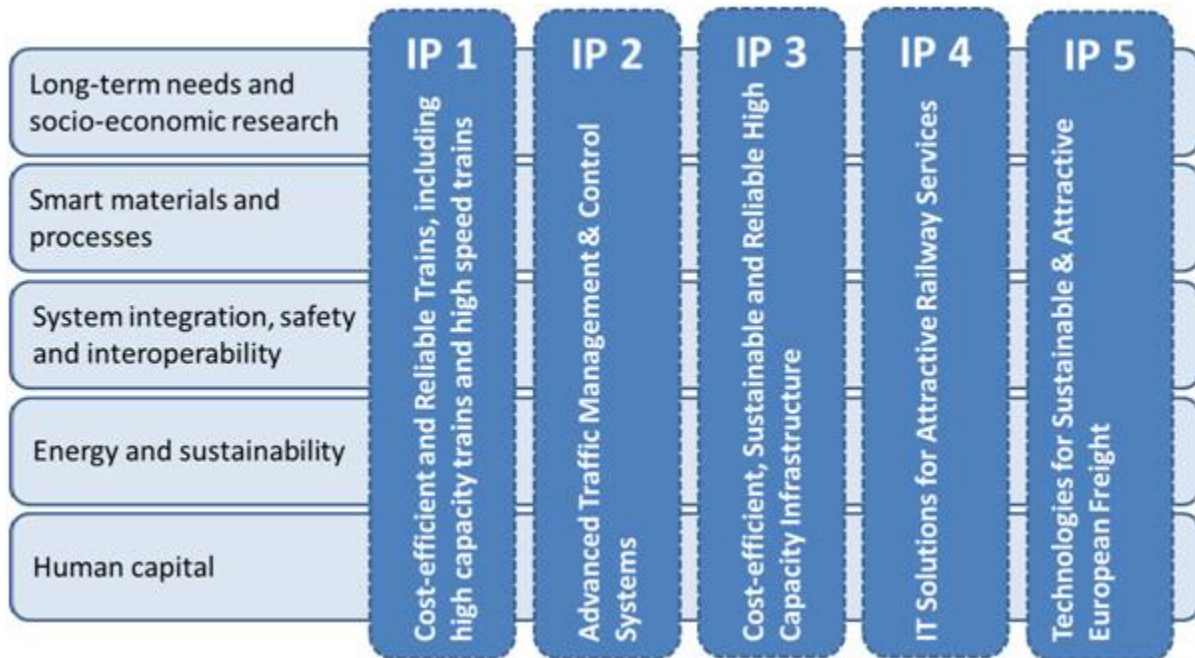 Long-term needs and
socio-economic research
Smart materials and
processes
System integration, safety
and interoperability
Energy and sustainability
Human capital
IP 1
Cost-efficient and Reliable Trains, including
high capacity trains and high speed trains
IP 2
Advanced Traffic Management & Control
Systems
IP 3
Cost-efficient, Sustainable and Reliable High
Capacity Infrastructure
IP 4
IT Solutions for Attractive Railway Services
IP 5
Technologies for Sustainable & Attractive
European Freight